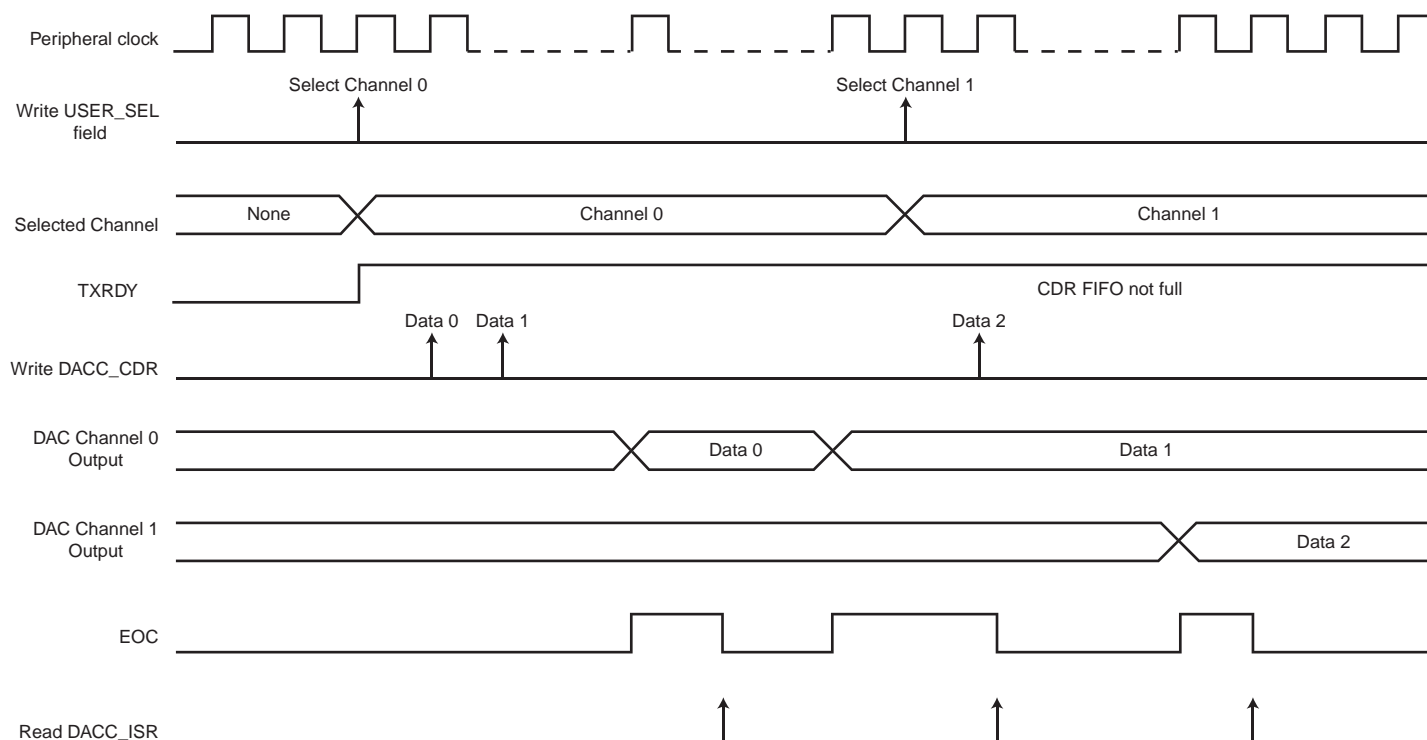 Peripheral clock
Select Channel 0
Select Channel 1
Write USER_SEL
field
Selected Channel
None
Channel 0
Channel 1
TXRDY
CDR FIFO not full
Data 0
Data 1
Data 2
Write DACC_CDR
DAC Channel 0
Output
Data 0
Data 1
DAC Channel 1
Output
Data 2
EOC
Read DACC_ISR